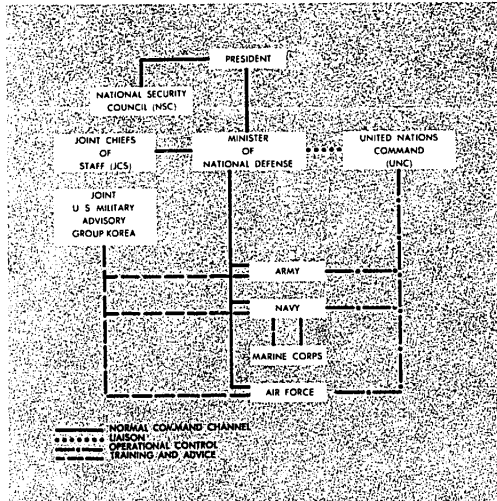 PRESIDENT
NATIONAL SECURITY
COUNCIL (NSC)
JOINT CHIEFS
OF
STAFF (JCS)
MINISTER
OF
NATIONAL DEFENSE
UNITED NATIONS
COMMAND
(UNC)
JOINT
U S MILITARY
ADVISORY
GROUP KOREA
ARMY
NAVY
MARINE CORPS
AIR FORCE
NORMAL COMMAND CHANNEL
LIAISON
OPERATIONAL CONTROL
TRAINING AND ADVICE